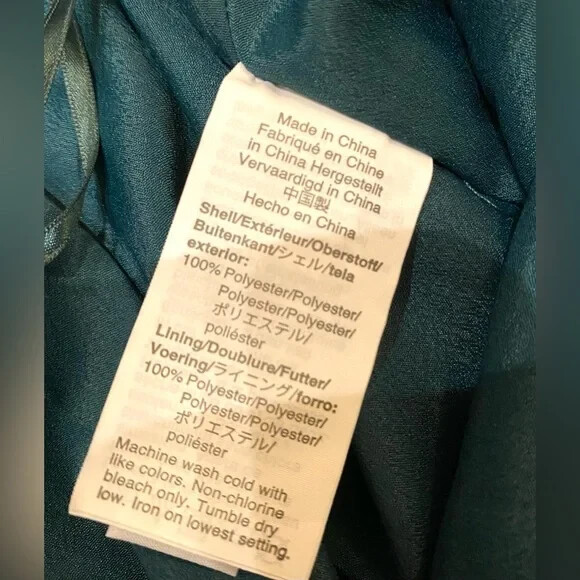 Made in China
Fabriqué en Chine
in China Hergestellt
Vervaardigd in China
中国製
Hecho en China
Shell/Extérieur/Oberstoff/
Buitenkant/シェル/tela
exterior:
100% Polyester/Polyester/
Polyester/Polyester/
ポリエステル/
poliéster
Lining/Doublure/Futter/
Voering/ライニング/forro:
100% Polyester/Polyester/
Polyester/Polyester/
ポリエステル/
poliéster
Machine wash cold with
like colors. Non-chlorine
bleach only. Tumble dry
low. Iron on lowest setting.